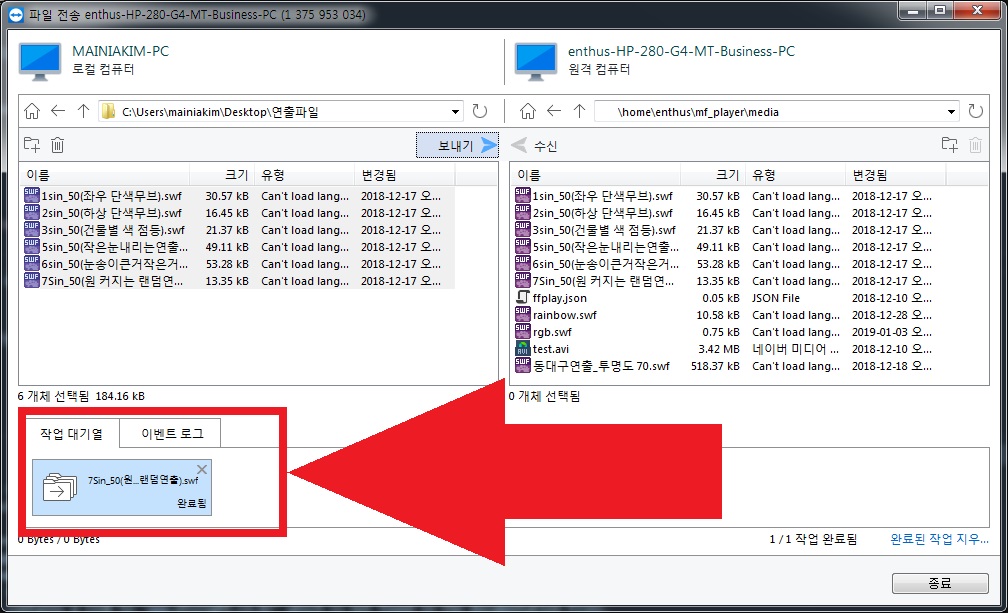 파일 전송 enthus-HP-280-G4-MT-Business-PC (1 375 953 034)
MAINIAKIM-PC
로컬 컴퓨터
enthus-HP-280-G4-MT-Business-PC
원격 컴퓨터
C:\Users\mainiakim\Desktop\연출파일
\home\enthus\mf_player\media
보내기
수신
이름 크기 유형 변경됨
1sin_50(좌우 단색무브).swf 30.57 kB Can't load lang... 2018-12-17 오...
2sin_50(하상 단색무브).swf 16.45 kB Can't load lang... 2018-12-17 오...
3sin_50(건물별 색 점등).swf 21.37 kB Can't load lang... 2018-12-17 오...
5sin_50(작은눈내리는연출... 49.11 kB Can't load lang... 2018-12-17 오...
6sin_50(눈송이큰거작은거... 53.28 kB Can't load lang... 2018-12-17 오...
7Sin_50(원 커지는 랜덤연... 13.35 kB Can't load lang... 2018-12-17 오...
6 개체 선택됨 184.16 kB
이름 크기 유형 변경됨
1sin_50(좌우 단색무브).swf 30.57 kB Can't load lang... 2018-12-17 오...
2sin_50(하상 단색무브).swf 16.45 kB Can't load lang... 2018-12-17 오...
3sin_50(건물별 색 점등).swf 21.37 kB Can't load lang... 2018-12-17 오...
5sin_50(작은눈내리는연출... 49.11 kB Can't load lang... 2018-12-17 오...
6sin_50(눈송이큰거작은거... 53.28 kB Can't load lang... 2018-12-17 오...
7Sin_50(원 커지는 랜덤연... 13.35 kB Can't load lang... 2018-12-17 오...
ffplay.json 0.05 kB JSON File 2018-12-10 오...
rainbow.swf 10.58 kB Can't load lang... 2018-12-28 오...
rgb.swf 0.75 kB Can't load lang... 2019-01-03 오...
test.avi 3.42 MB 네이버 미디어 ... 2018-12-10 오...
동대구연출_투명도 70.swf 518.37 kB Can't load lang... 2018-12-18 오...
0 개체 선택됨
작업 대기열 이벤트 로그
7Sin_50(원...랜덤연출).swf
완료됨
0 Bytes / 0 Bytes
1 / 1 작업 완료됨
완료된 작업 지우...
종료